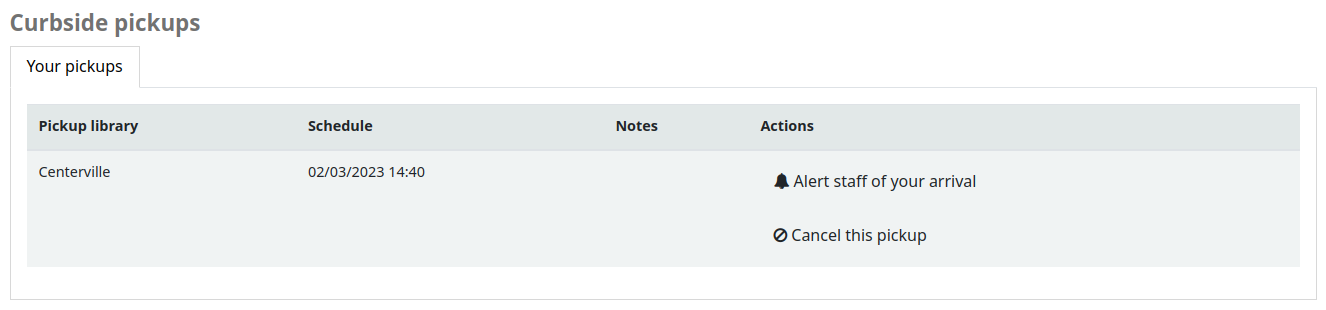 Curbside pickups
Your pickups
Pickup library Schedule Notes Actions
Centerville 02/03/2023 14:40 Alert staff of your arrival
Cancel this pickup